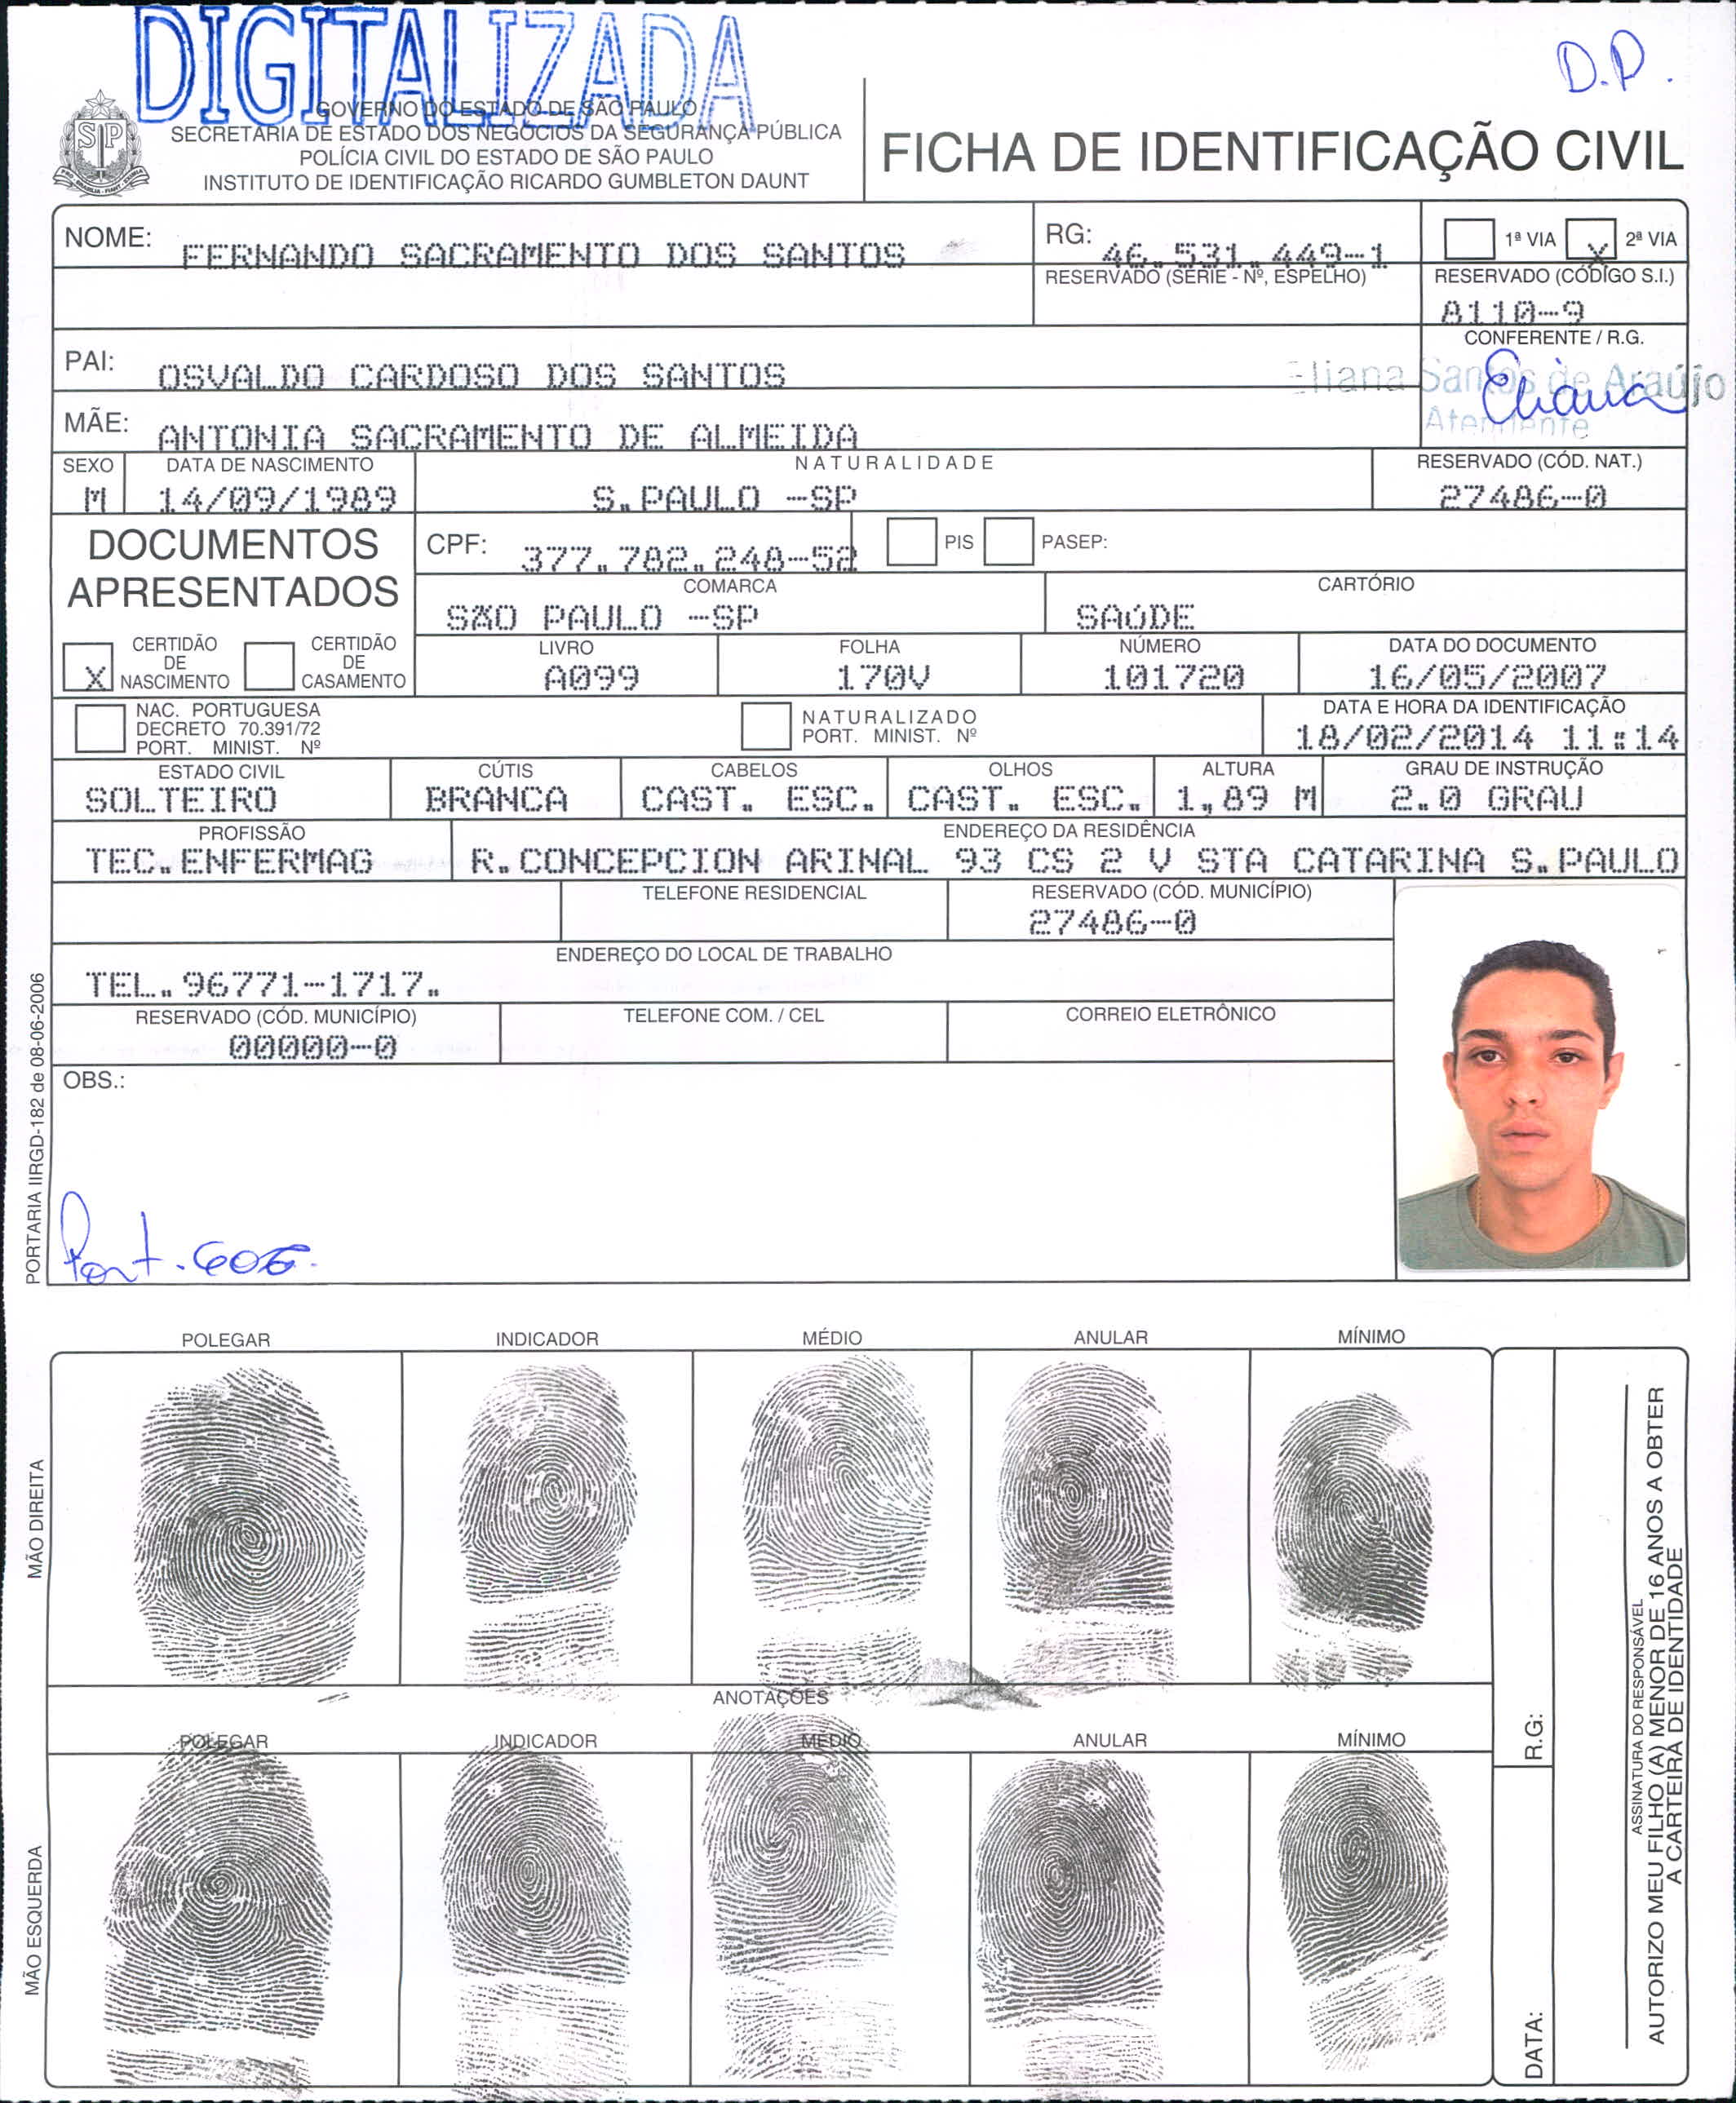 DIGITALIZADA
D.P.
GOVERNO DO ESTADO DE SÃO PAULO
SECRETARIA DE ESTADO DOS NEGÓCIOS DA SEGURANÇA PÚBLICA
POLÍCIA CIVIL DO ESTADO DE SÃO PAULO
INSTITUTO DE IDENTIFICAÇÃO RICARDO GUMBLETON DAUNT
FICHA DE IDENTIFICAÇÃO CIVIL
NOME: FERNANDO SACRAMENTO DOS SANTOS
RG: 46.531.449-1
1ª VIA X 2ª VIA
RESERVADO (SÉRIE - Nº, ESPELHO)
RESERVADO (CÓDIGO S.I.)
8110-9
PAI: OSVALDO CARDOSO DOS SANTOS
CONFERENTE / R.G.
Eliana Santos de Araújo
Eliana
Atendente
MÃE: ANTONIA SACRAMENTO DE ALMEIDA
SEXO DATA DE NASCIMENTO NATURALIDADE RESERVADO (CÓD. NAT.)
M 14/09/1989 S.PAULO -SP 27486-0
DOCUMENTOS
APRESENTADOS
CPF: 377.782.248-52 PIS PASEP:
COMARCA CARTÓRIO
SÃO PAULO -SP SAúDE
X CERTIDÃO
DE
NASCIMENTO
CERTIDÃO
DE
CASAMENTO
LIVRO FOLHA NÚMERO DATA DO DOCUMENTO
A099 170V 101720 16/05/2007
NAC. PORTUGUESA
DECRETO 70.391/72
PORT. MINIST. Nº
NATURALIZADO
PORT. MINIST. Nº
DATA E HORA DA IDENTIFICAÇÃO
18/02/2014 11:14
ESTADO CIVIL CÚTIS CABELOS OLHOS ALTURA GRAU DE INSTRUÇÃO
SOLTEIRO BRANCA CAST. ESC. CAST. ESC. 1,89 M 2.0 GRAU
PROFISSÃO ENDEREÇO DA RESIDÊNCIA
TEC.ENFERMAG R.CONCEPCION ARINAL 93 CS 2 V STA CATARINA S.PAULO
TELEFONE RESIDENCIAL RESERVADO (CÓD. MUNICÍPIO)
27486-0
ENDEREÇO DO LOCAL DE TRABALHO
TEL.96771-1717.
RESERVADO (CÓD. MUNICÍPIO) TELEFONE COM. / CEL CORREIO ELETRÔNICO
00000-0
OBS.:
Port.
PORTARIA IIRGD-182 de 08-06-2006
POLEGAR INDICADOR MÉDIO ANULAR MÍNIMO
MÃO DIREITA
ANOTAÇÕES
POLEGAR INDICADOR MÉDIO ANULAR MÍNIMO
MÃO ESQUERDA
R.G.:
DATA:
ASSINATURA DO RESPONSÁVEL
AUTORIZO MEU FILHO (A) MENOR DE 16 ANOS A OBTER
A CARTEIRA DE IDENTIDADE